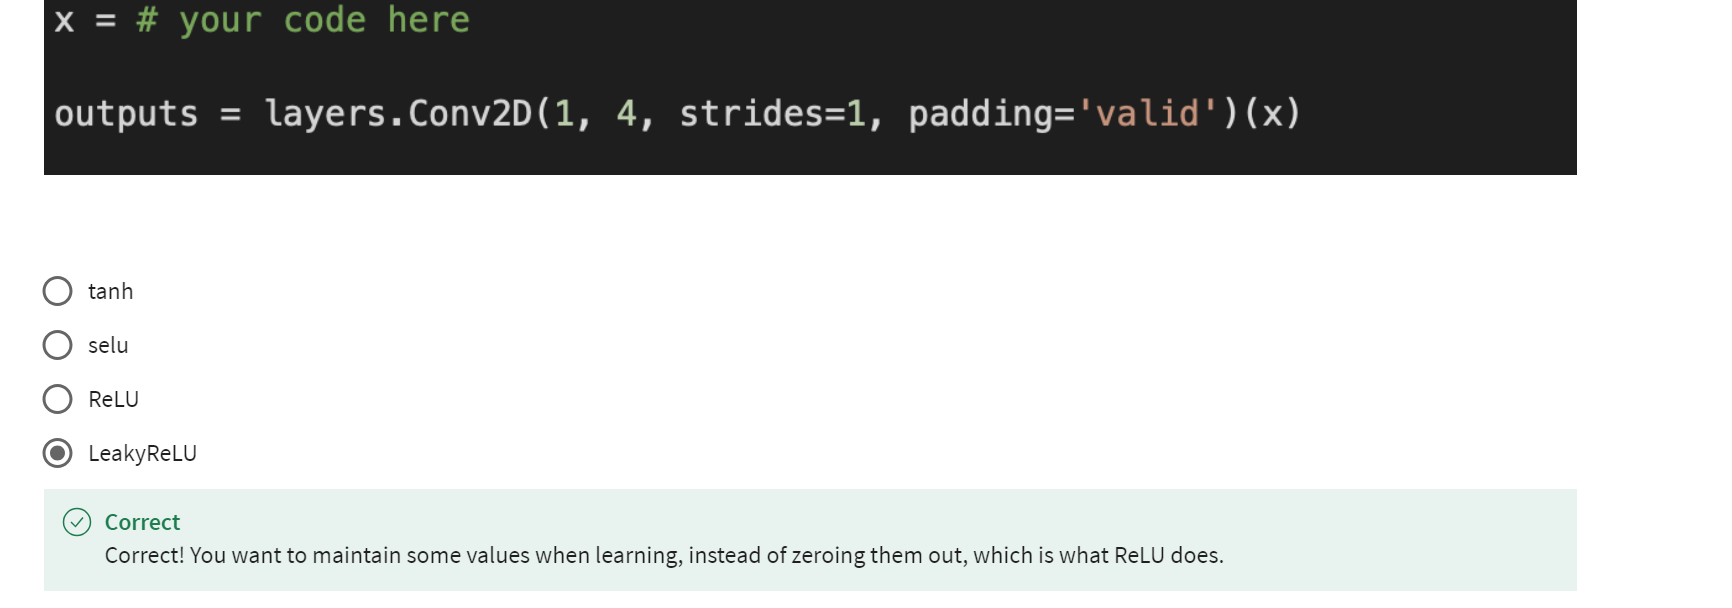 x = # your code here
outputs = layers.Conv2D(1, 4, strides=1, padding='valid')(x)
tanh
selu
ReLU
LeakyReLU
Correct
Correct! You want to maintain some values when learning, instead of zeroing them out, which is what ReLU does.